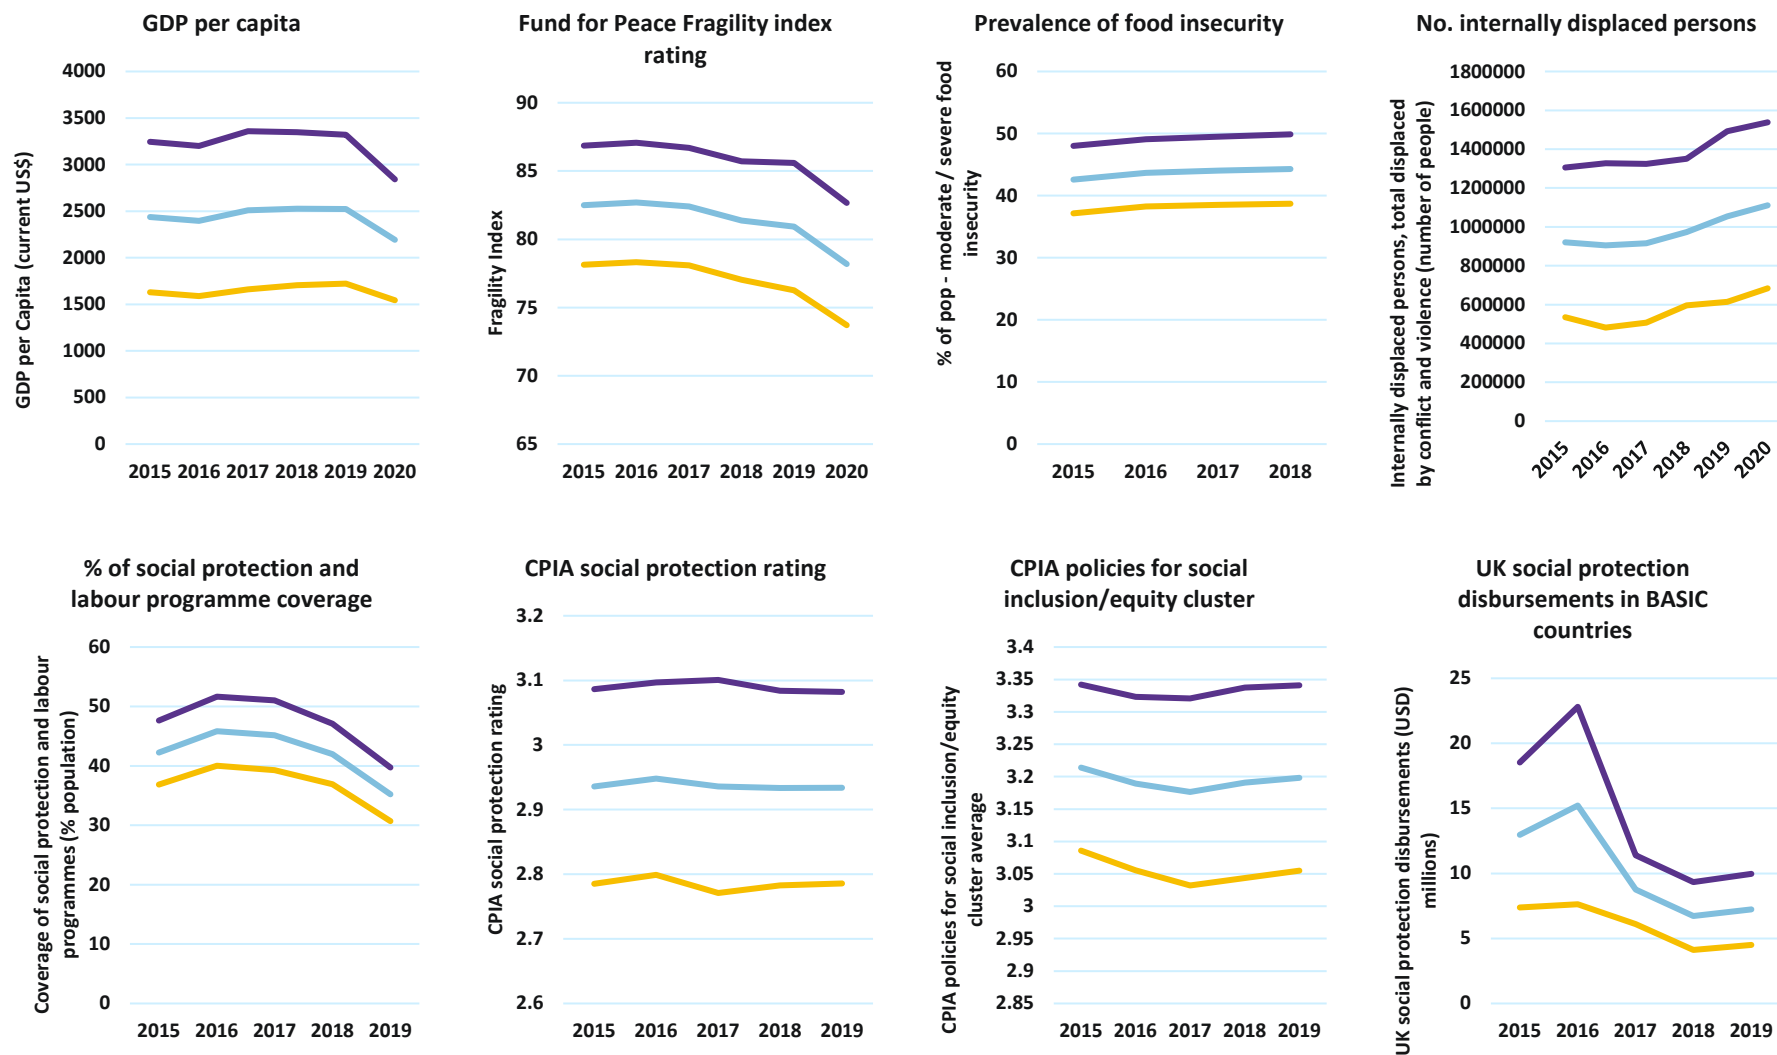 GDP per capita
GDP per Capita (current US$)
4000
3500
3000
2500
2000
1500
1000
500
0
2015 2016 2017 2018 2019 2020
Fund for Peace Fragility index
rating
Fragility Index
90
85
80
75
70
65
2015 2016 2017 2018 2019 2020
Prevalence of food insecurity
% of pop - moderate / severe food
insecurity
60
50
40
30
20
10
0
2015 2016 2017 2018
No. internally displaced persons
Internally displaced persons, total displaced
by conflict and violence (number of people)
1800000
1600000
1400000
1200000
1000000
800000
600000
400000
200000
0
2015 2016 2017 2018 2019 2020
% of social protection and
labour programme coverage
Coverage of social protection and labour
programmes (% population)
60
50
40
30
20
10
0
2015 2016 2017 2018 2019
CPIA social protection rating
CPIA social protection rating
3.2
3.1
3
2.9
2.8
2.7
2.6
2015 2016 2017 2018 2019
CPIA policies for social
inclusion/equity cluster
CPIA policies for social inclusion/equity
cluster average
3.4
3.35
3.3
3.25
3.2
3.15
3.1
3.05
3
2.95
2.9
2.85
2015 2016 2017 2018 2019
UK social protection
disbursements in BASIC
countries
UK social protection disbursements (USD)
millions)
25
20
15
10
5
0
2015 2016 2017 2018 2019